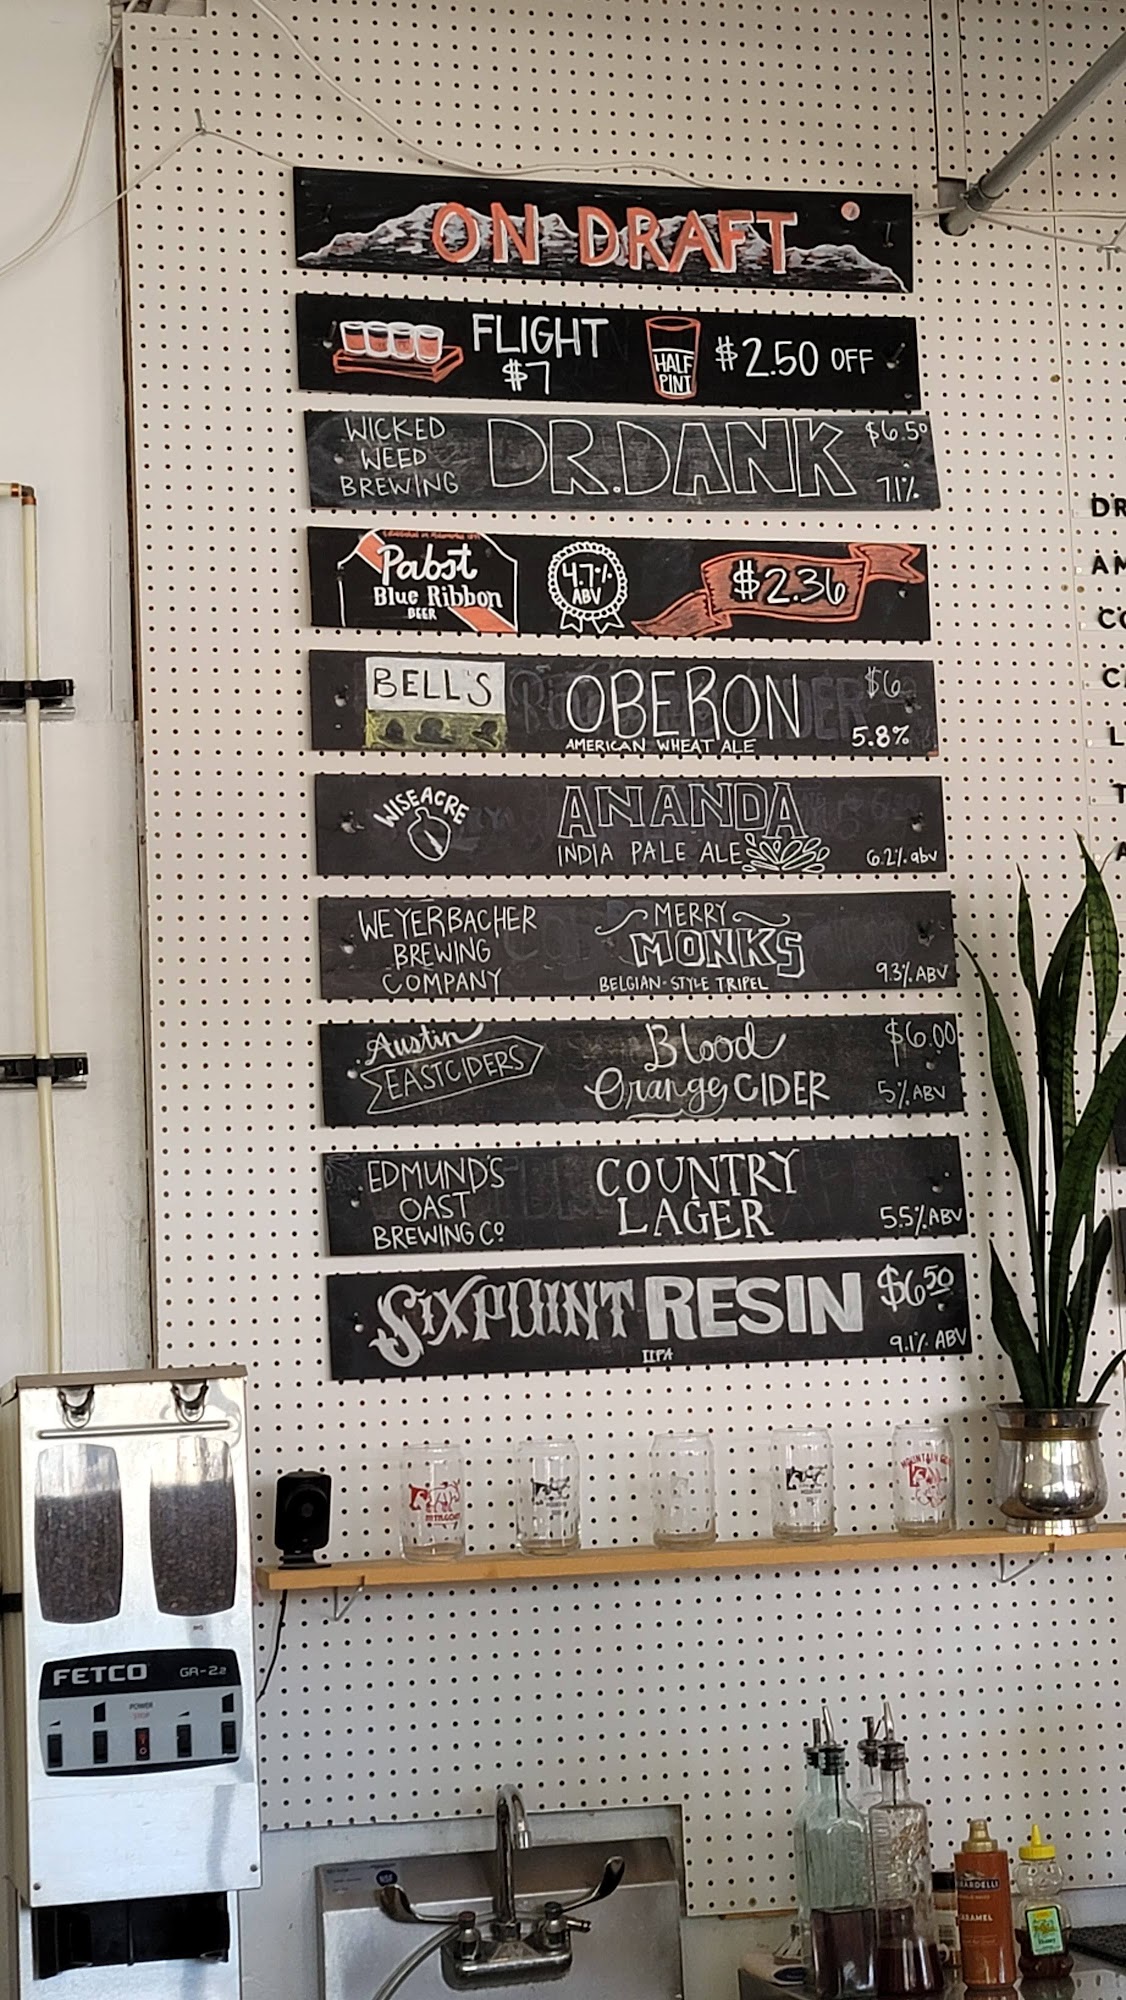 ON DRAFT
FLIGHT
$7
HALF
PINT
$2.50 OFF
WICKED
WEED
BREWING
DR. DANK
$6.50
7.1%
Pabst
Blue Ribbon
BEER
4.7%
ABV
$2.36
BELL'S
OBERON
AMERICAN WHEAT ALE
$6
5.8%
WISEACRE
ANANDA
INDIA PALE ALE
6.2% abv
WEYERBACHER
BREWING
COMPANY
MERRY
MONKS
BELGIAN-STYLE TRIPEL
9.3% ABV
Austin
EASTCIDERS
Blood
Orange CIDER
$6.00
5% ABV
EDMUND'S
OAST
BREWING CO
COUNTRY
LAGER
5.5% ABV
SIXPOINT RESIN
IIPA
$6.50
9.1% ABV
FETCO GR-2.2
POWER
STOP
NSF
CARAMEL